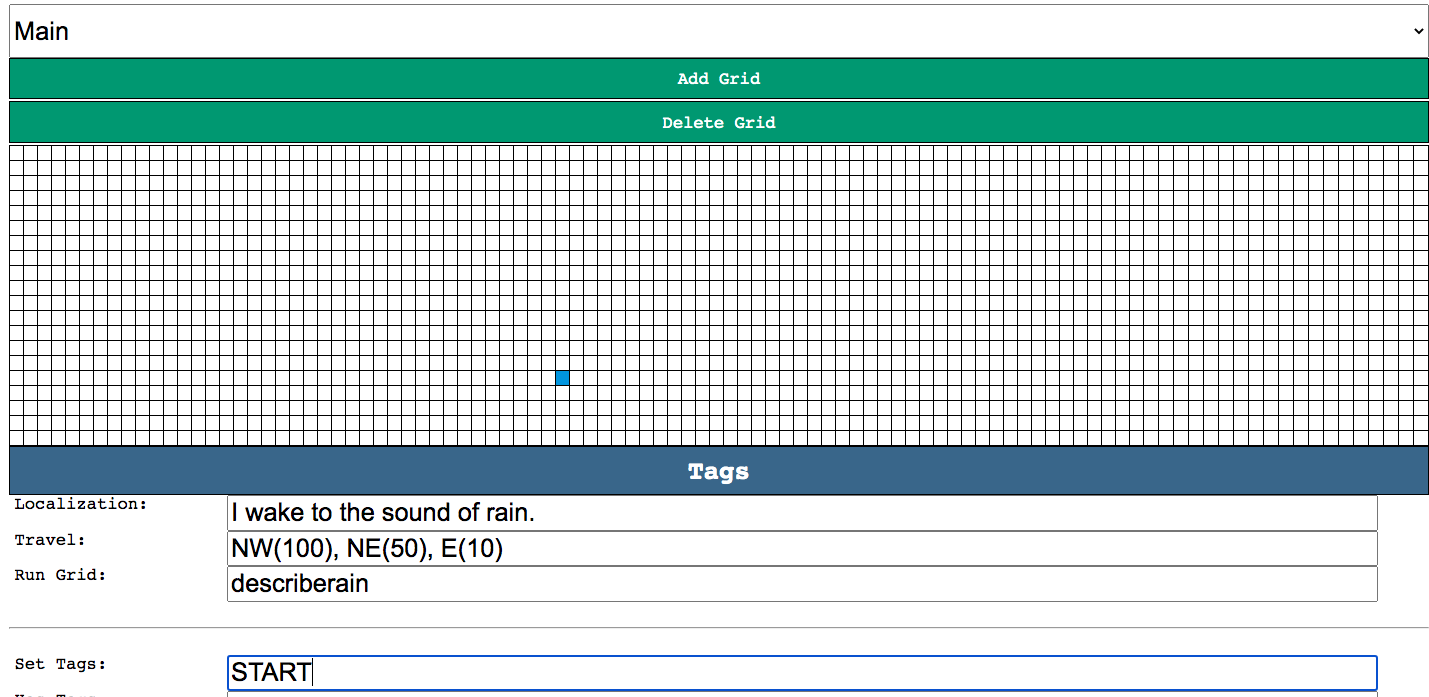 Main
Add Grid
Delete Grid
Tags
Localization: I wake to the sound of rain.
Travel: NW(100), NE(50), E(10)
Run Grid: describerain
Set Tags: START